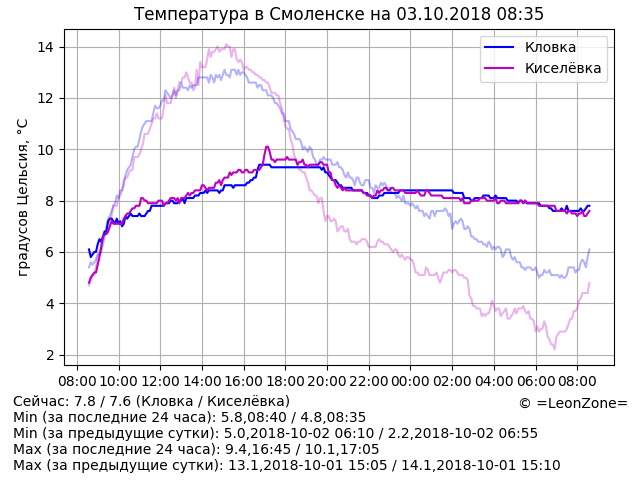 Температура в Смоленске на 03.10.2018 08:35
градусов Цельсия, °C
14
12
10
8
6
4
2
Кловка
Киселёвка
08:00 10:00 12:00 14:00 16:00 18:00 20:00 22:00 00:00 02:00 04:00 06:00 08:00
Сейчас: 7.8 / 7.6 (Кловка / Киселёвка)
© =LeonZone=
Min (за последние 24 часа): 5.8,08:40 / 4.8,08:35
Min (за предыдущие сутки): 5.0,2018-10-02 06:10 / 2.2,2018-10-02 06:55
Max (за последние 24 часа): 9.4,16:45 / 10.1,17:05
Max (за предыдущие сутки): 13.1,2018-10-01 15:05 / 14.1,2018-10-01 15:10